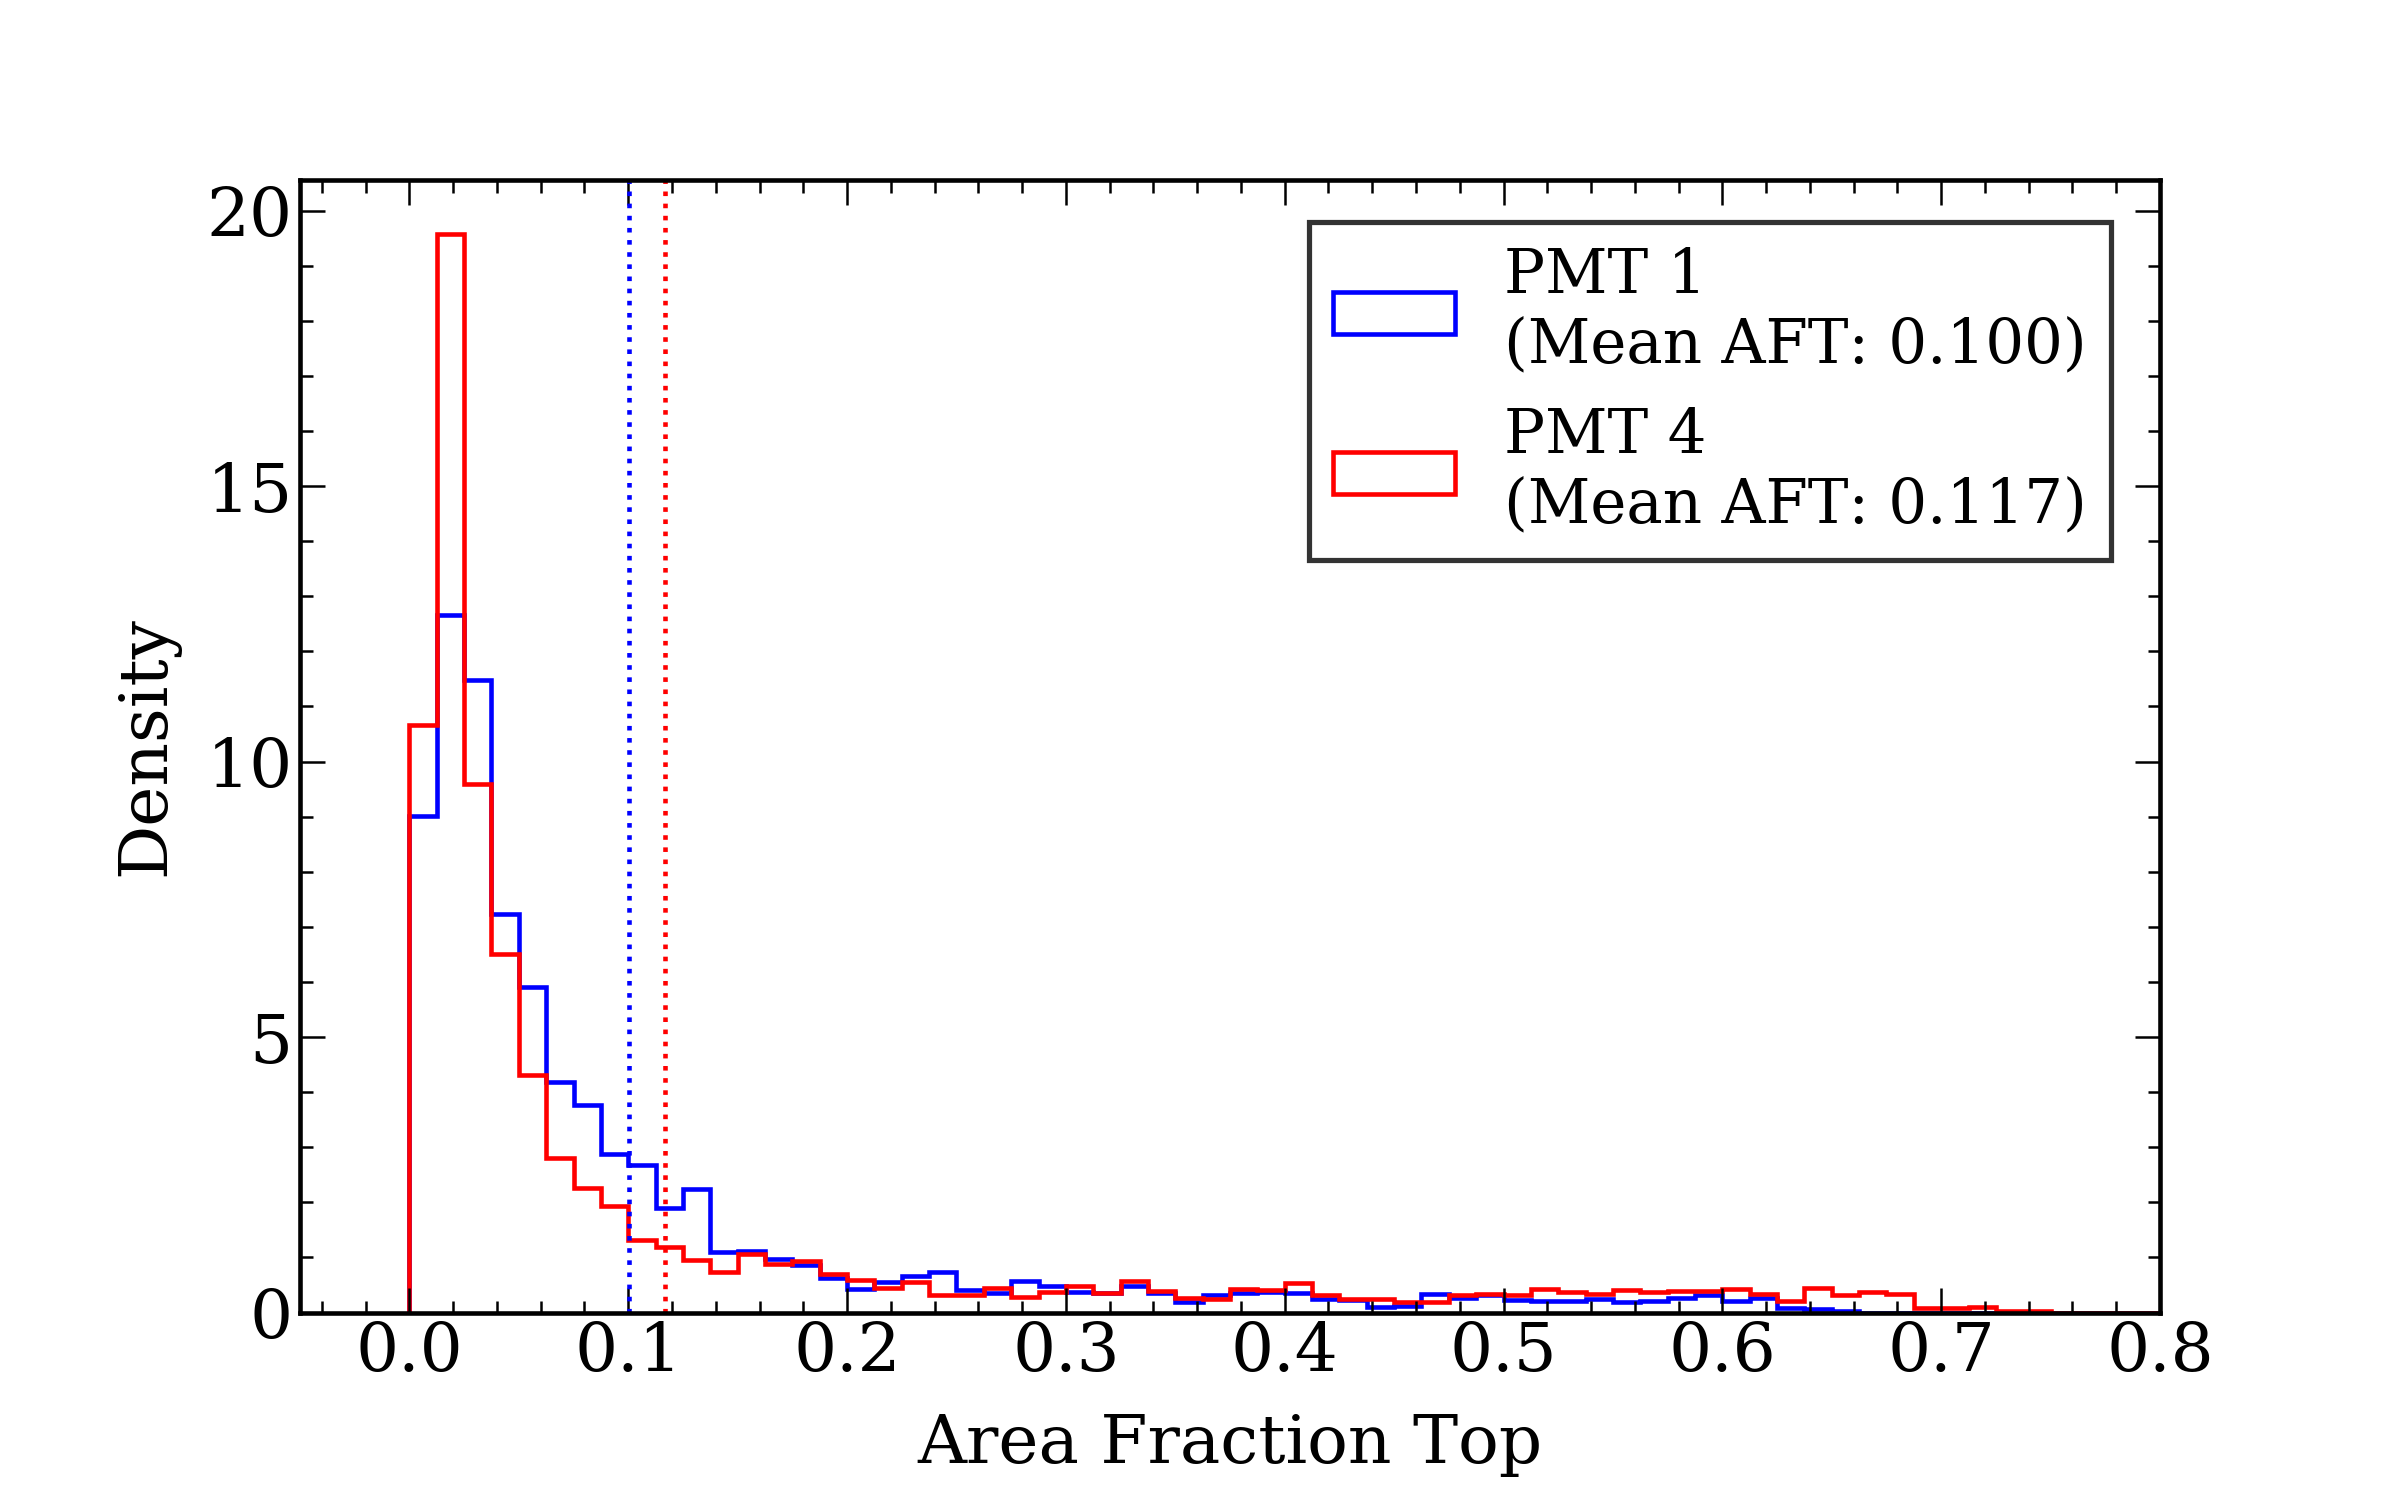 20
15
10
5
0
Density
PMT 1
(Mean AFT: 0.100)
PMT 4
(Mean AFT: 0.117)
0.0 0.1 0.2 0.3 0.4 0.5 0.6 0.7 0.8
Area Fraction Top